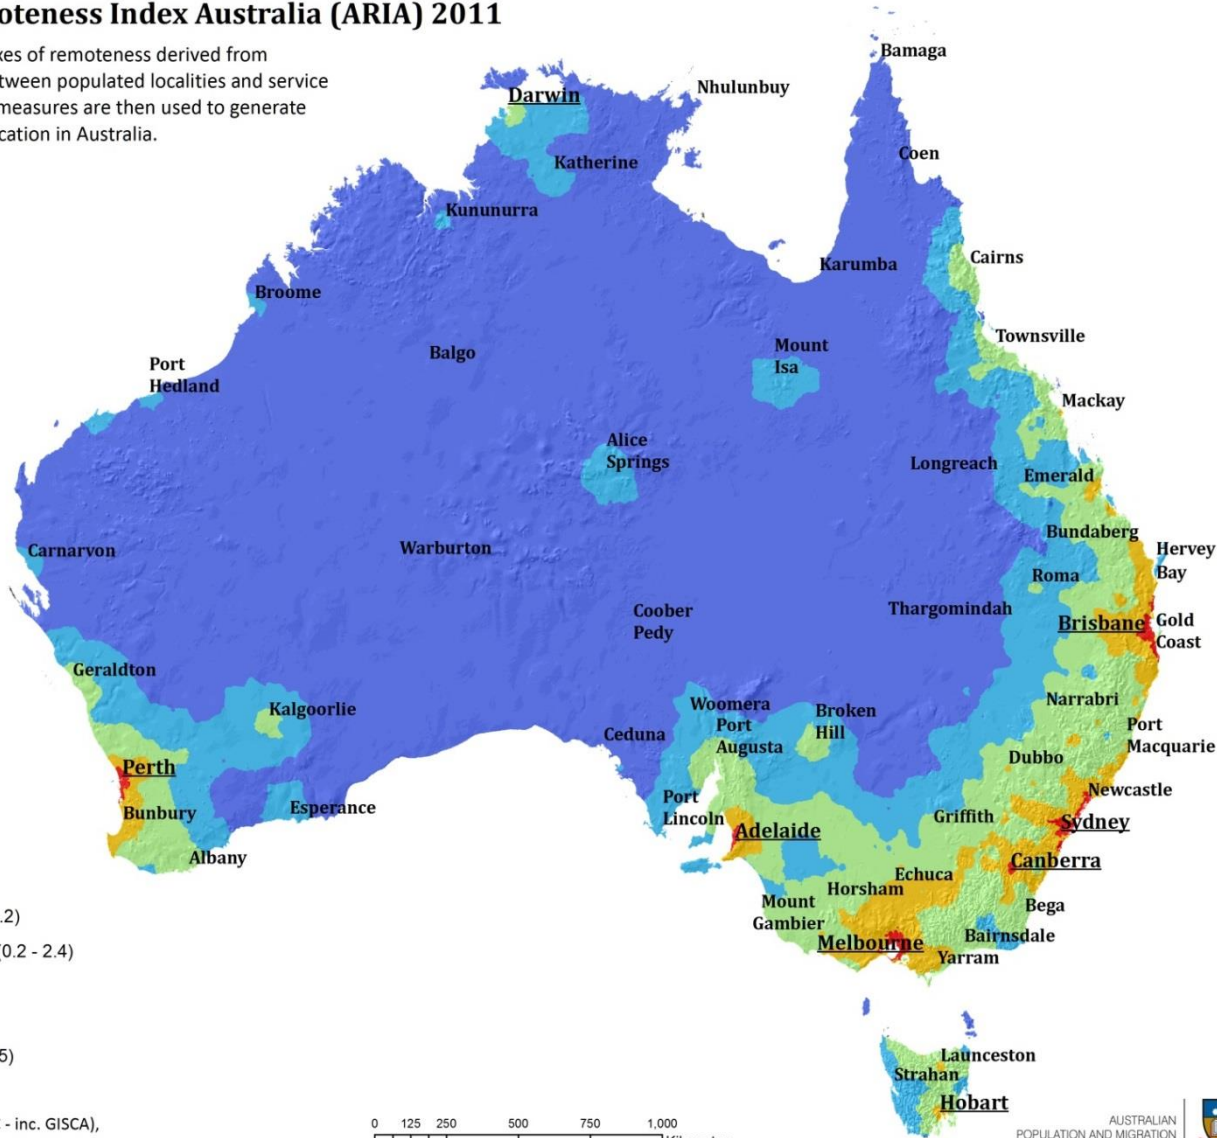 oteness Index Australia (ARIA) 2011
xes of remoteness derived from
tween populated localities and service
measures are then used to generate
cation in Australia.
Bamaga
Nhulunbuy
Darwin
Coen
Katherine
Kununurra
Cairns
Karumba
Broome
Townsville
Mount
Isa
Balgo
Port
Hedland
Mackay
Alice
Springs
Longreach
Emerald
Bundaberg
Carnarvon
Warburton
Hervey
Bay
Roma
Coober
Pedy
Thargomindah
Brisbane
Gold
Coast
Geraldton
Narrabri
Kalgoorlie
Woomera
Port
Augusta
Broken
Hill
Ceduna
Port
Macquarie
Dubbo
Perth
Newcastle
Esperance
Bunbury
Port
Lincoln
Griffith
Sydney
Adelaide
Albany
Canberra
Echuca
Horsham
Mount
Gambier
Bega
Bairnsdale
Melbourne
Yarram
.2)
(0.2 - 2.4)
5)
Launceston
Strahan
Hobart
- inc. GISCA),
0 125 250 500 750 1,000
AUSTRALIAN
POPULATION AND MIGRATION